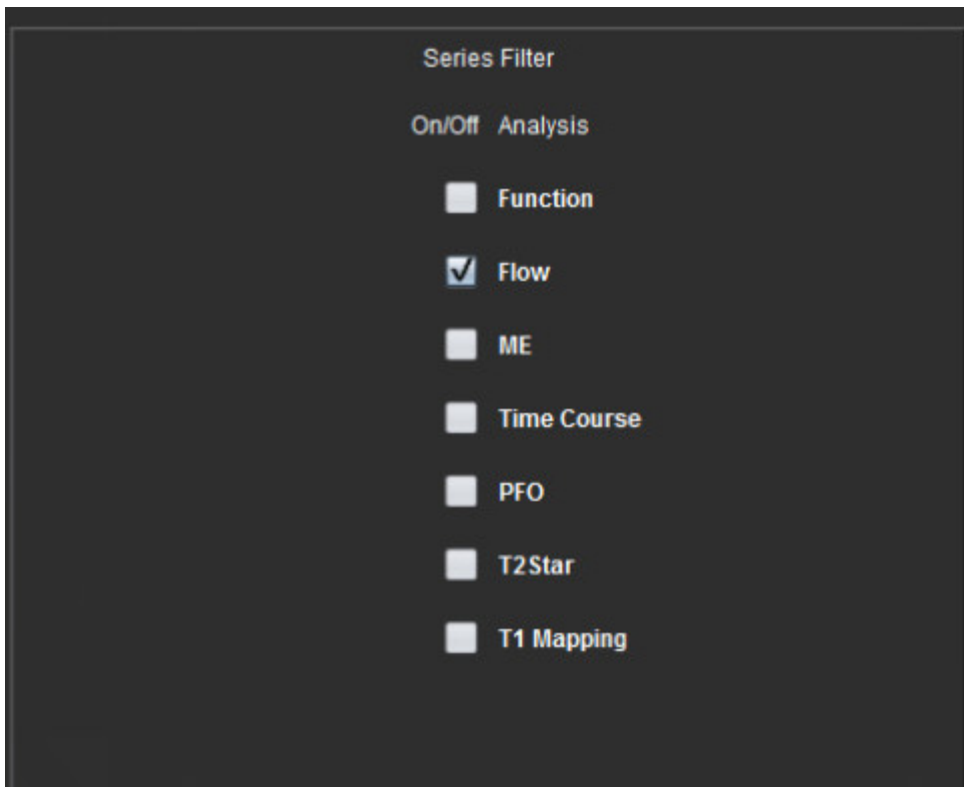 Series Filter
On/Off Analysis
Function
Flow
ME
Time Course
PFO
T2Star
T1 Mapping